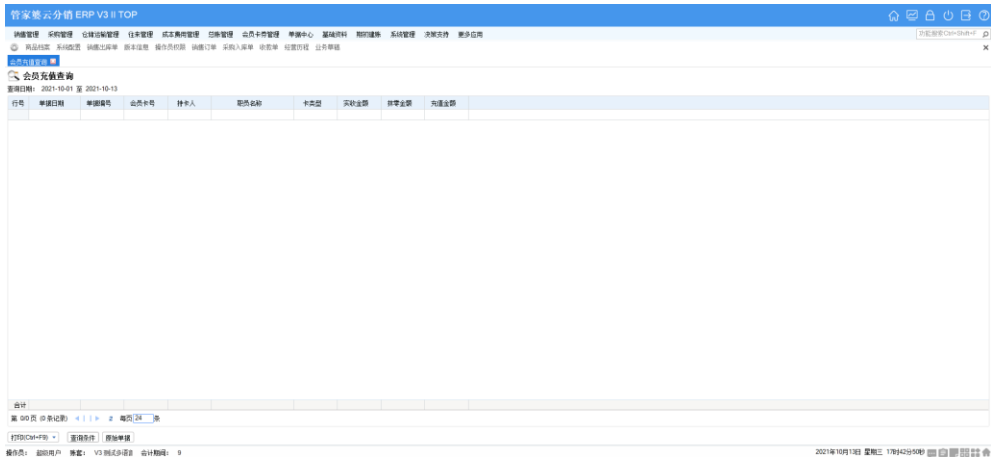 管家婆云分销 ERP V3 II TOP
销售管理 采购管理 仓储运输管理 往来管理 成本费用管理 总账管理 会员卡券管理 单据中心 基础资料 期初建账 系统管理 决策支持 更多应用
功能搜索Ctrl+Shift+F
商品档案 系统配置 销售出库单 版本信息 操作员权限 销售订单 采购入库单 收款单 经营历程 公共草稿
会员充值查询
会员充值查询
查询日期: 2021-10-01 至 2021-10-13
行号 单据日期 单据编号 会员卡号 持卡人 职员名称 卡类型 实收金额 抹零金额 充值金额
合计
第 0/0 页 (0 条记录) 每页 24 条
打印(Ctrl+F9) 查询条件 原始单据
操作员: 超级用户 账套: V3 测试多语言 会计期间: 9
2021年10月13日 星期三 17时42分50秒